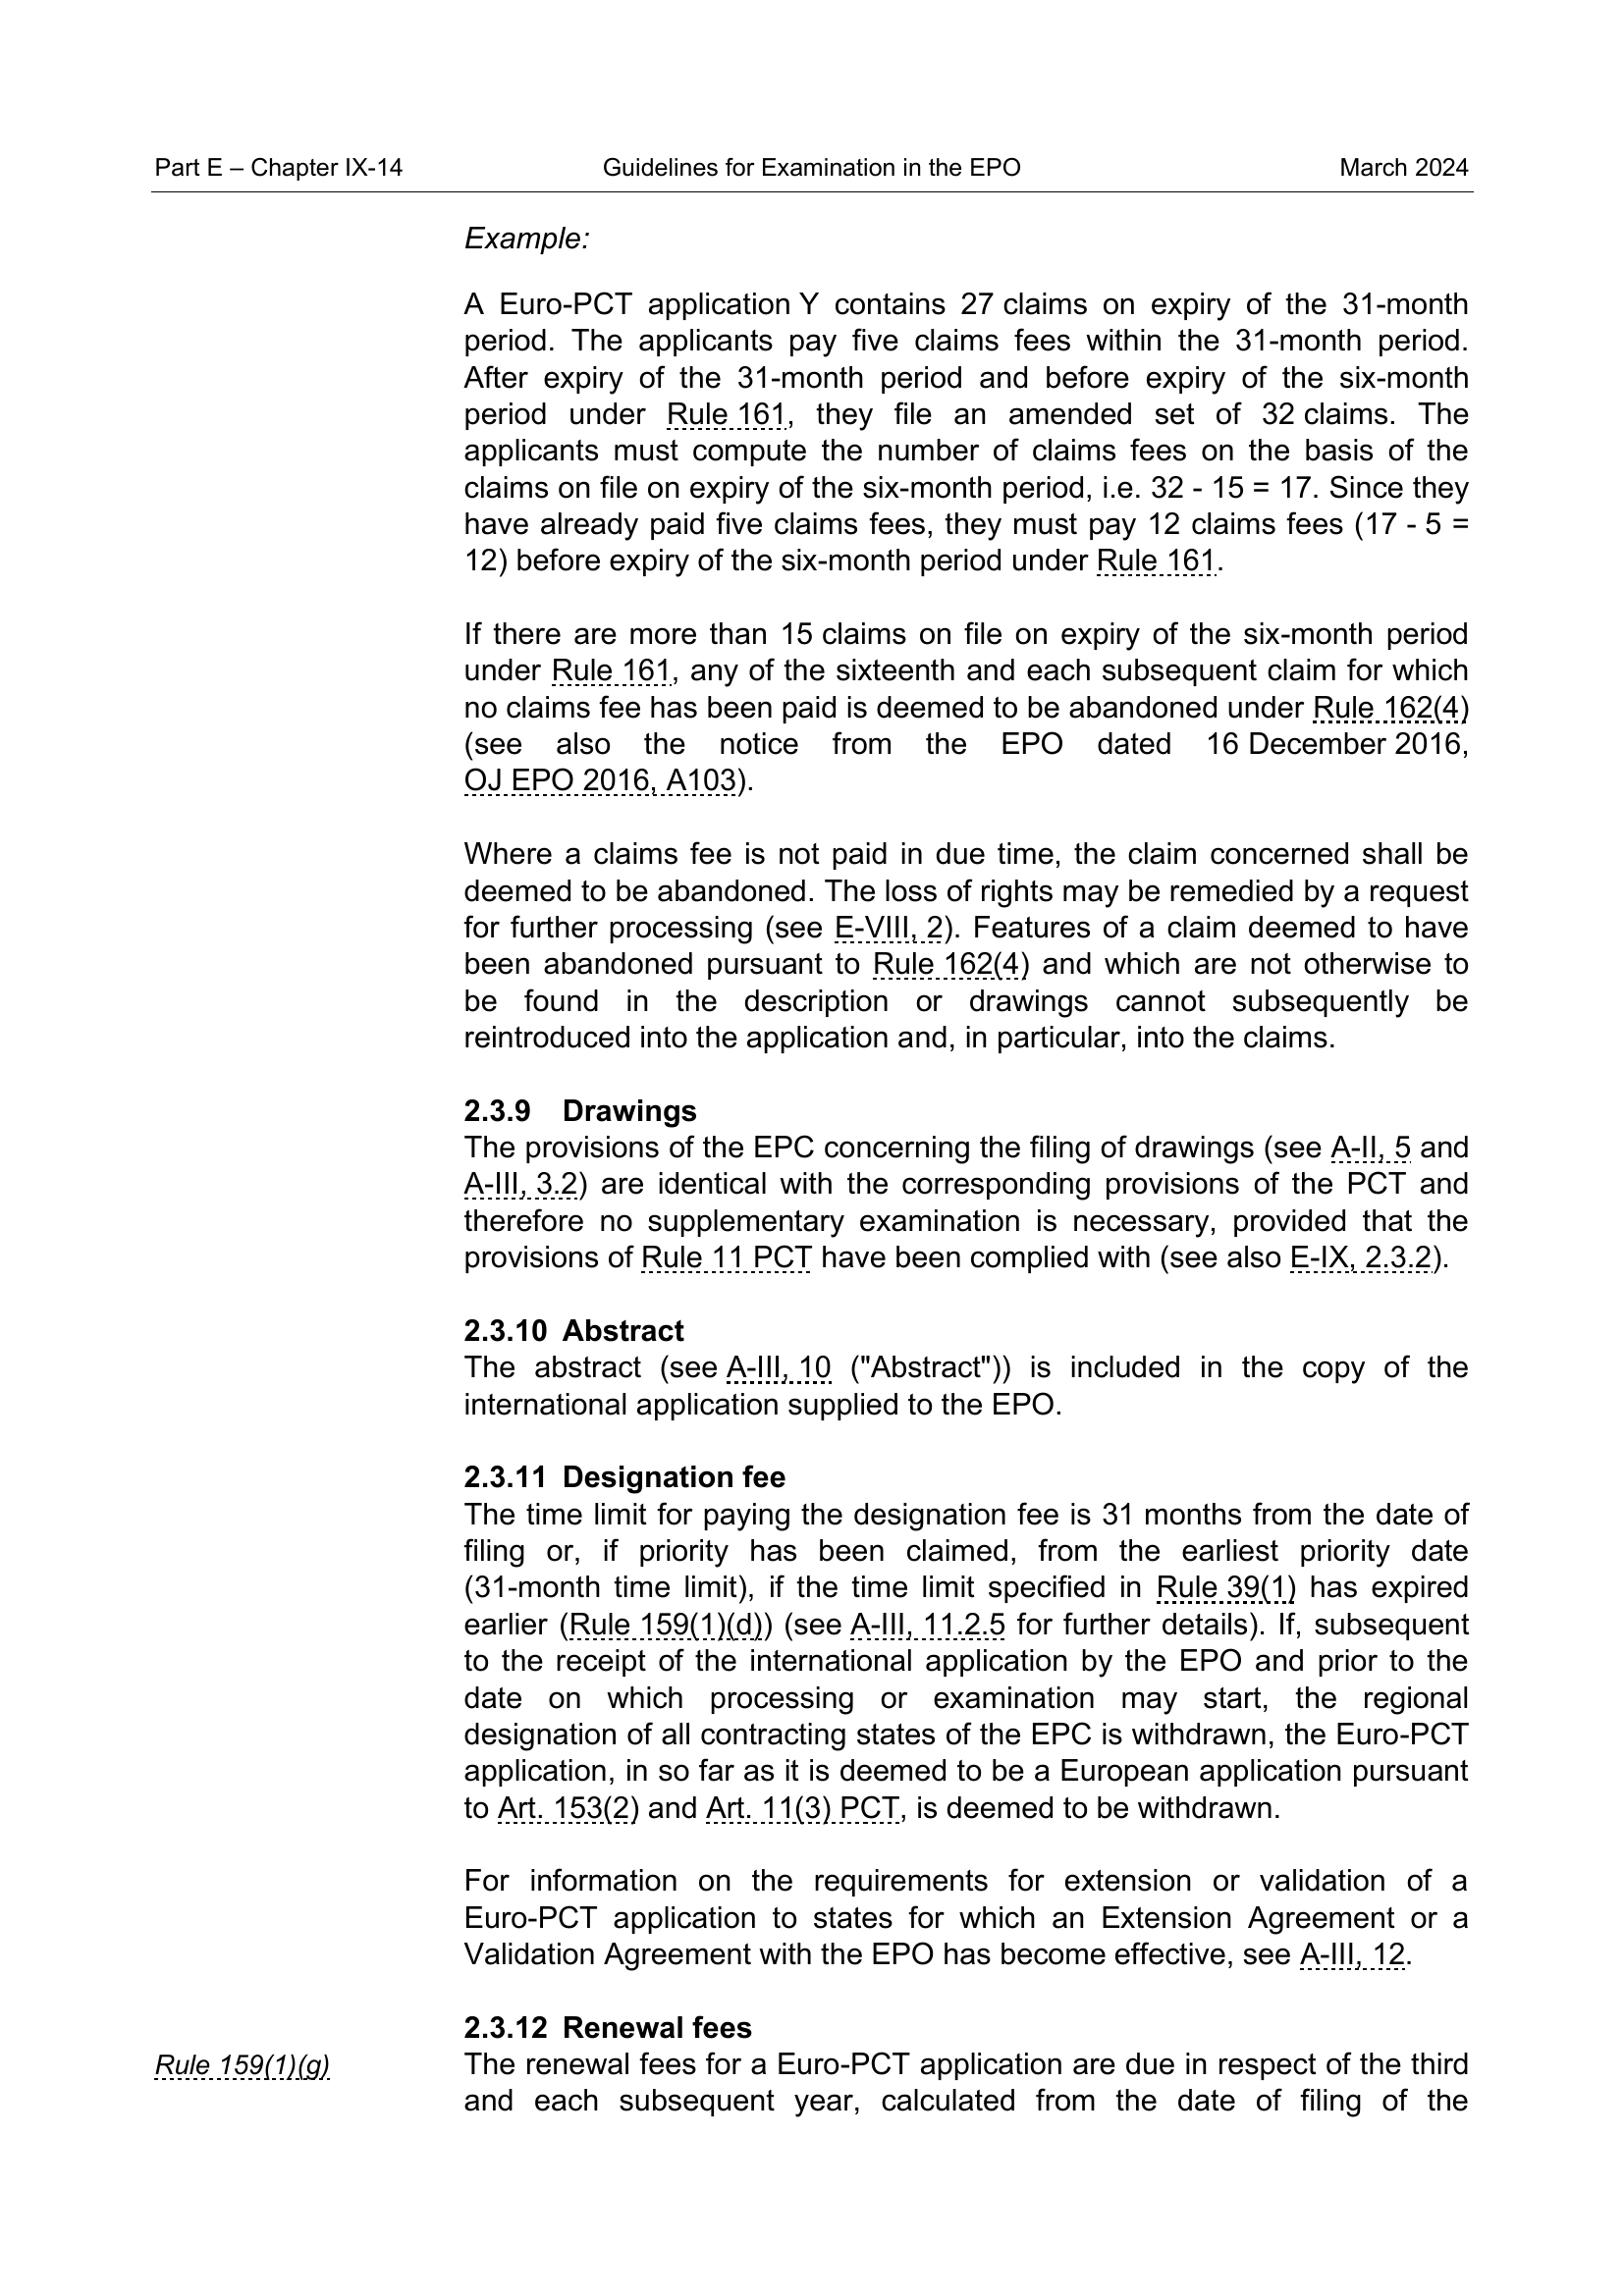 Part E – Chapter IX-14 Guidelines for Examination in the EPO March 2024
Example:
A Euro-PCT application Y contains 27 claims on expiry of the 31-month
period. The applicants pay five claims fees within the 31-month period.
After expiry of the 31-month period and before expiry of the six-month
period under Rule 161, they file an amended set of 32 claims. The
applicants must compute the number of claims fees on the basis of the
claims on file on expiry of the six-month period, i.e. 32 - 15 = 17. Since they
have already paid five claims fees, they must pay 12 claims fees (17 - 5 =
12) before expiry of the six-month period under Rule 161.
If there are more than 15 claims on file on expiry of the six-month period
under Rule 161, any of the sixteenth and each subsequent claim for which
no claims fee has been paid is deemed to be abandoned under Rule 162(4)
(see also the notice from the EPO dated 16 December 2016,
OJ EPO 2016, A103).
Where a claims fee is not paid in due time, the claim concerned shall be
deemed to be abandoned. The loss of rights may be remedied by a request
for further processing (see E-VIII, 2). Features of a claim deemed to have
been abandoned pursuant to Rule 162(4) and which are not otherwise to
be found in the description or drawings cannot subsequently be
reintroduced into the application and, in particular, into the claims.
2.3.9 Drawings
The provisions of the EPC concerning the filing of drawings (see A-II, 5 and
A-III, 3.2) are identical with the corresponding provisions of the PCT and
therefore no supplementary examination is necessary, provided that the
provisions of Rule 11 PCT have been complied with (see also E-IX, 2.3.2).
2.3.10 Abstract
The abstract (see A-III, 10 ("Abstract")) is included in the copy of the
international application supplied to the EPO.
2.3.11 Designation fee
The time limit for paying the designation fee is 31 months from the date of
filing or, if priority has been claimed, from the earliest priority date
(31-month time limit), if the time limit specified in Rule 39(1) has expired
earlier (Rule 159(1)(d)) (see A-III, 11.2.5 for further details). If, subsequent
to the receipt of the international application by the EPO and prior to the
date on which processing or examination may start, the regional
designation of all contracting states of the EPC is withdrawn, the Euro-PCT
application, in so far as it is deemed to be a European application pursuant
to Art. 153(2) and Art. 11(3) PCT, is deemed to be withdrawn.
For information on the requirements for extension or validation of a
Euro-PCT application to states for which an Extension Agreement or a
Validation Agreement with the EPO has become effective, see A-III, 12.
2.3.12 Renewal fees
Rule 159(1)(g) The renewal fees for a Euro-PCT application are due in respect of the third
and each subsequent year, calculated from the date of filing of the